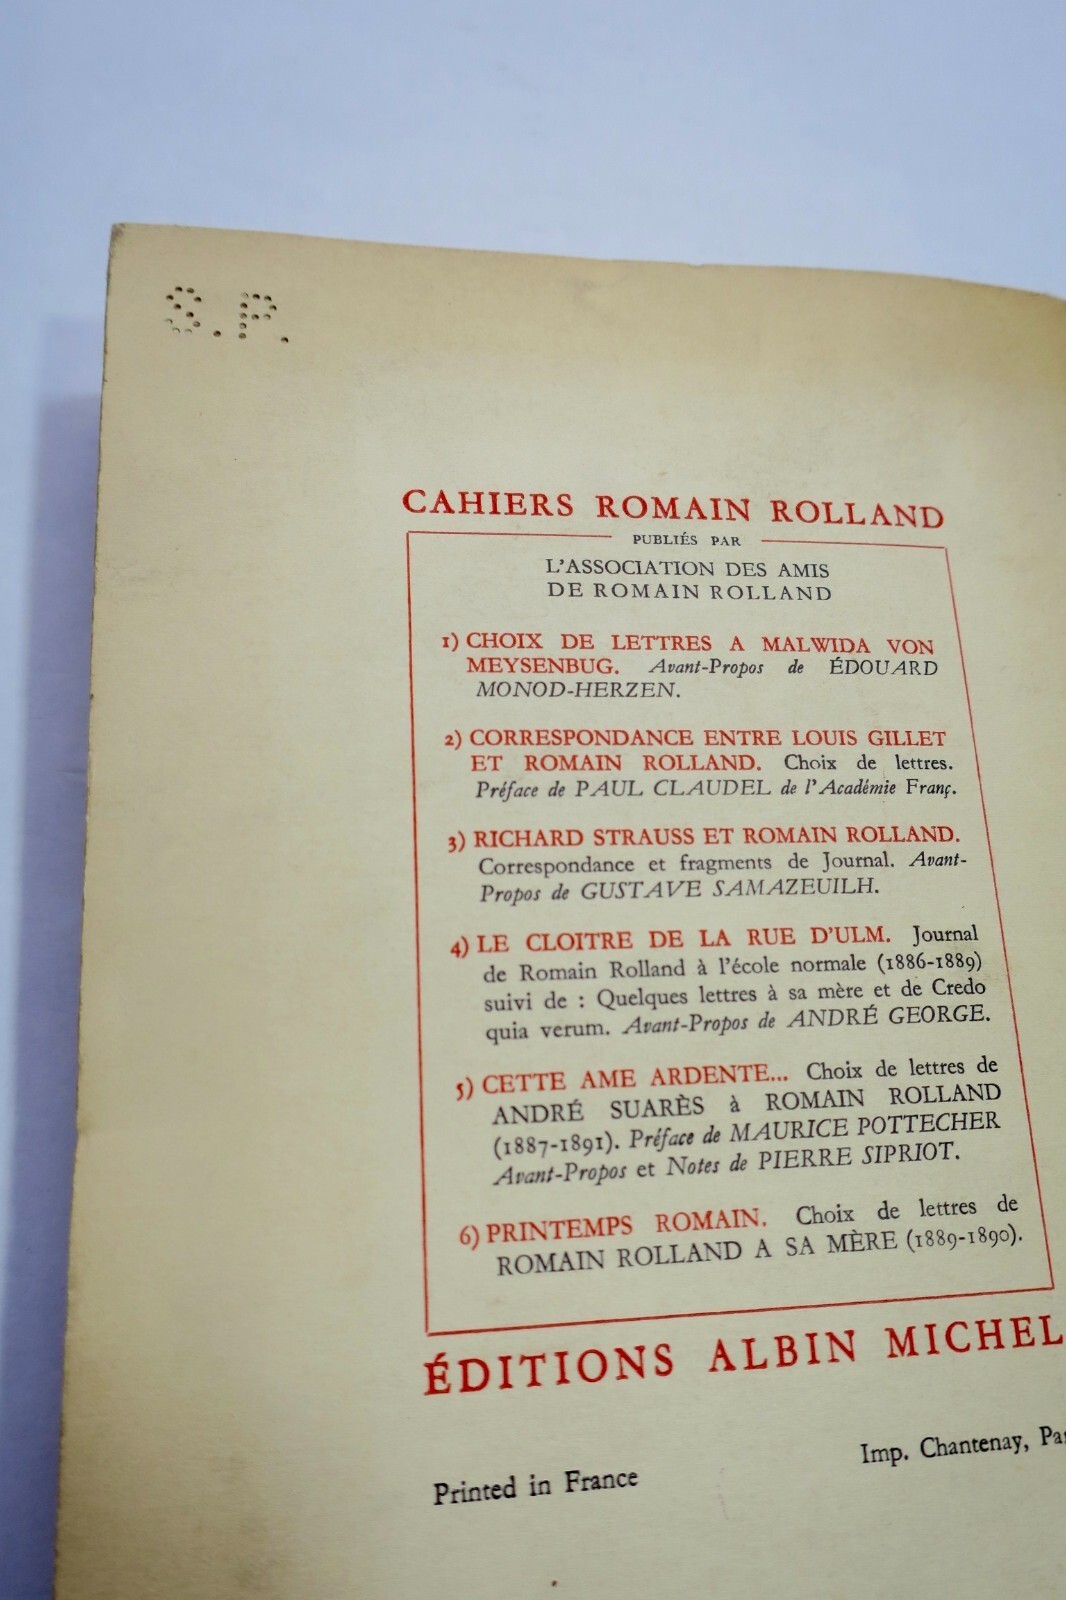 S.P.
CAHIERS ROMAIN ROLLAND
PUBLIÉS PAR
L'ASSOCIATION DES AMIS
DE ROMAIN ROLLAND
1) CHOIX DE LETTRES A MALWIDA VON
MEYSENBUG. Avant-Propos de ÉDOUARD
MONOD-HERZEN.
2) CORRESPONDANCE ENTRE LOUIS GILLET
ET ROMAIN ROLLAND. Choix de lettres.
Préface de PAUL CLAUDEL de l'Académie Franç.
3) RICHARD STRAUSS ET ROMAIN ROLLAND.
Correspondance et fragments de Journal. Avant-
Propos de GUSTAVE SAMAZEUILH.
4) LE CLOITRE DE LA RUE D'ULM. Journal
de Romain Rolland à l'école normale (1886-1889)
suivi de : Quelques lettres à sa mère et de Credo
quia verum. Avant-Propos de ANDRÉ GEORGE.
5) CETTE AME ARDENTE... Choix de lettres de
ANDRÉ SUARÈS à ROMAIN ROLLAND
(1887-1891). Préface de MAURICE POTTECHER
Avant-Propos et Notes de PIERRE SIPRIOT.
6) PRINTEMPS ROMAIN. Choix de lettres de
ROMAIN ROLLAND A SA MÈRE (1889-1890).
ÉDITIONS ALBIN MICHEL
Imp. Chantenay,
Printed in France